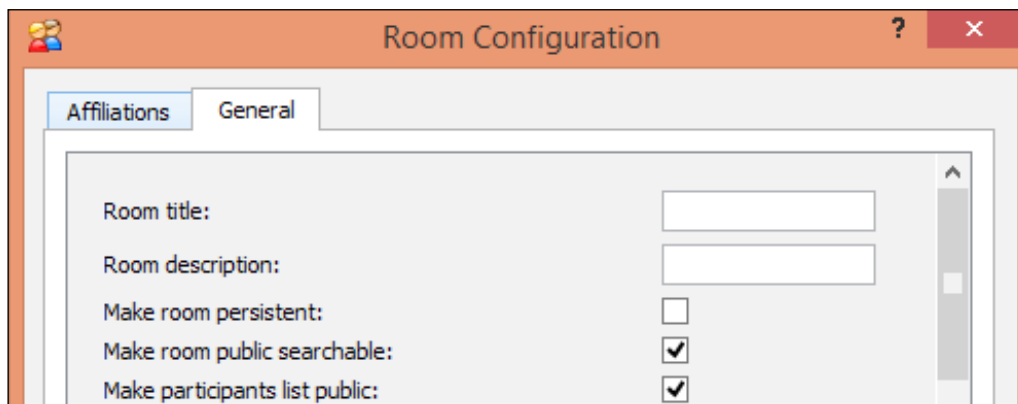 Room Configuration ?
Affiliations General
Room title:
Room description:
Make room persistent:
Make room public searchable:
Make participants list public: